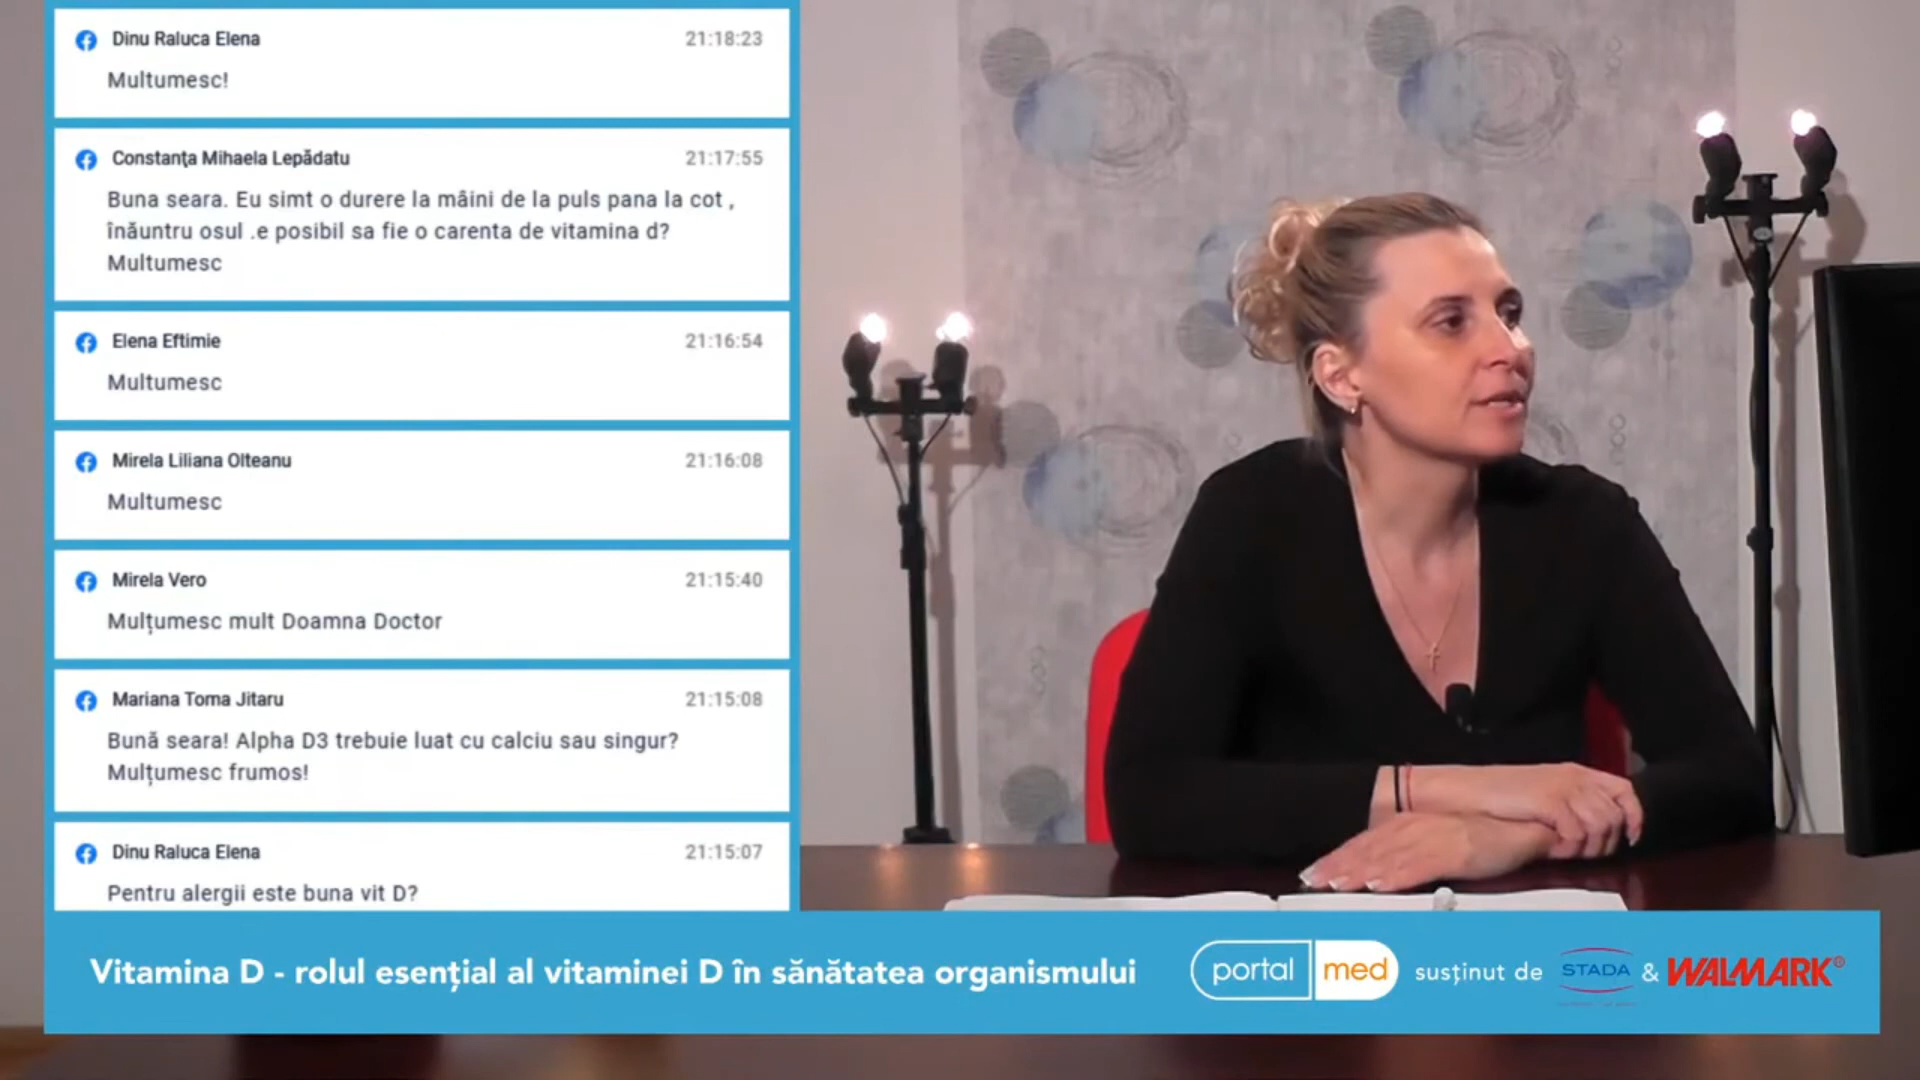 Dinu Raluca Elena 21:18:23
Multumesc!
Constanţa Mihaela Lepădatu 21:17:55
Buna seara. Eu simt o durere la mâini de la puls pana la cot ,
înăuntru osul .e posibil sa fie o carenta de vitamina d?
Multumesc
Elena Eftimie 21:16:54
Multumesc
Mirela Liliana Olteanu 21:16:08
Multumesc
Mirela Vero 21:15:40
Mulțumesc mult Doamna Doctor
Mariana Toma Jitaru 21:15:08
Bună seara! Alpha D3 trebuie luat cu calciu sau singur?
Mulțumesc frumos!
Dinu Raluca Elena 21:15:07
Pentru alergii este buna vit D?
Vitamina D - rolul esențial al vitaminei D în sănătatea organismului
portal med susținut de STADA & WALMARK®